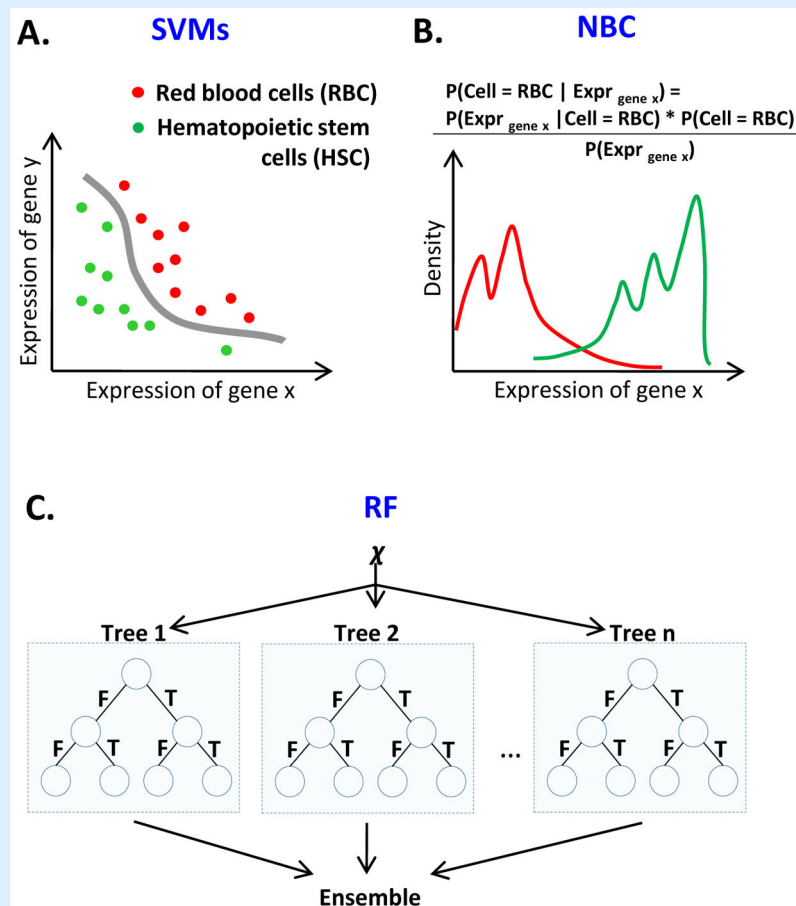 A.
SVMs
Red blood cells (RBC)
Hematopoietic stem
cells (HSC)
Expression of gene y
Expression of gene x
B.
NBC
P(Cell = RBC | Expr gene x) =
P(Expr gene x |Cell = RBC) * P(Cell = RBC)
P(Expr gene x)
Density
Expression of gene x
C.
RF
χ
Tree 1
Tree 2
Tree n
F T
F T F T
F T
F T F T
...
F T
F T F T
Ensemble